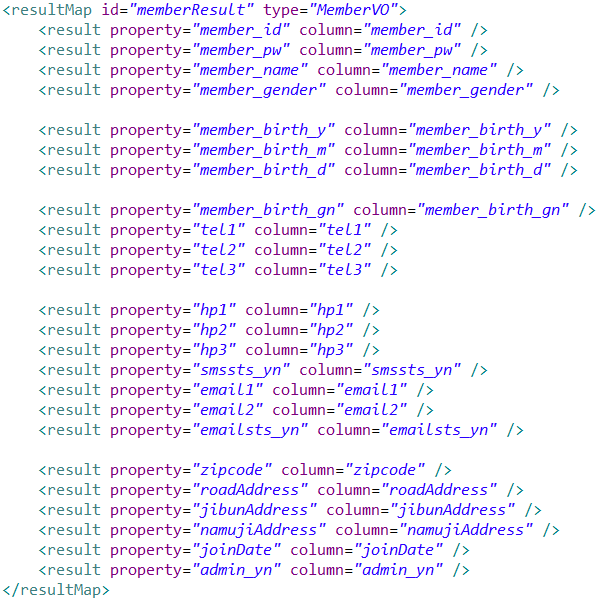 <resultMap id="memberResult" type="MemberVO">
<result property="member_id" column="member_id" />
<result property="member_pw" column="member_pw" />
<result property="member_name" column="member_name" />
<result property="member_gender" column="member_gender" />
<result property="member_birth_y" column="member_birth_y" />
<result property="member_birth_m" column="member_birth_m" />
<result property="member_birth_d" column="member_birth_d" />
<result property="member_birth_gn" column="member_birth_gn" />
<result property="tel1" column="tel1" />
<result property="tel2" column="tel2" />
<result property="tel3" column="tel3" />
<result property="hp1" column="hp1" />
<result property="hp2" column="hp2" />
<result property="hp3" column="hp3" />
<result property="smssts_yn" column="smssts_yn" />
<result property="email1" column="email1" />
<result property="email2" column="email2" />
<result property="emailsts_yn" column="emailsts_yn" />
<result property="zipcode" column="zipcode" />
<result property="roadAddress" column="roadAddress" />
<result property="jibunAddress" column="jibunAddress" />
<result property="namujiAddress" column="namujiAddress" />
<result property="joinDate" column="joinDate" />
<result property="admin_yn" column="admin_yn" />
</resultMap>